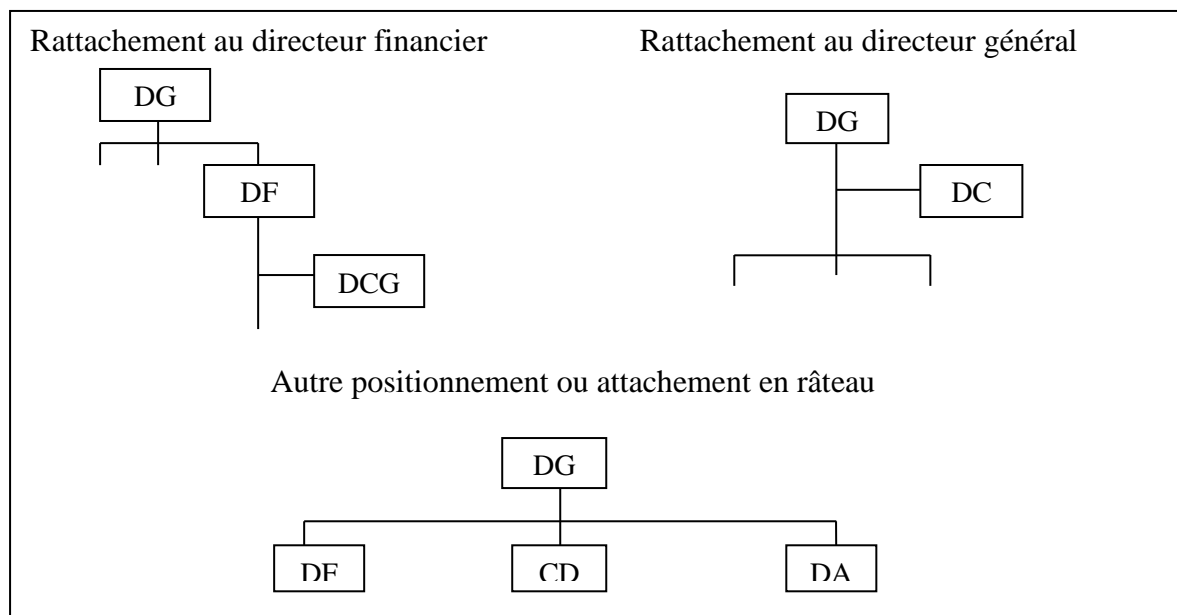 Rattachement au directeur financier
Rattachement au directeur général
DG
DG
DF
DC
DCG
Autre positionnement ou attachement en râteau
DG
DF
CD
DA